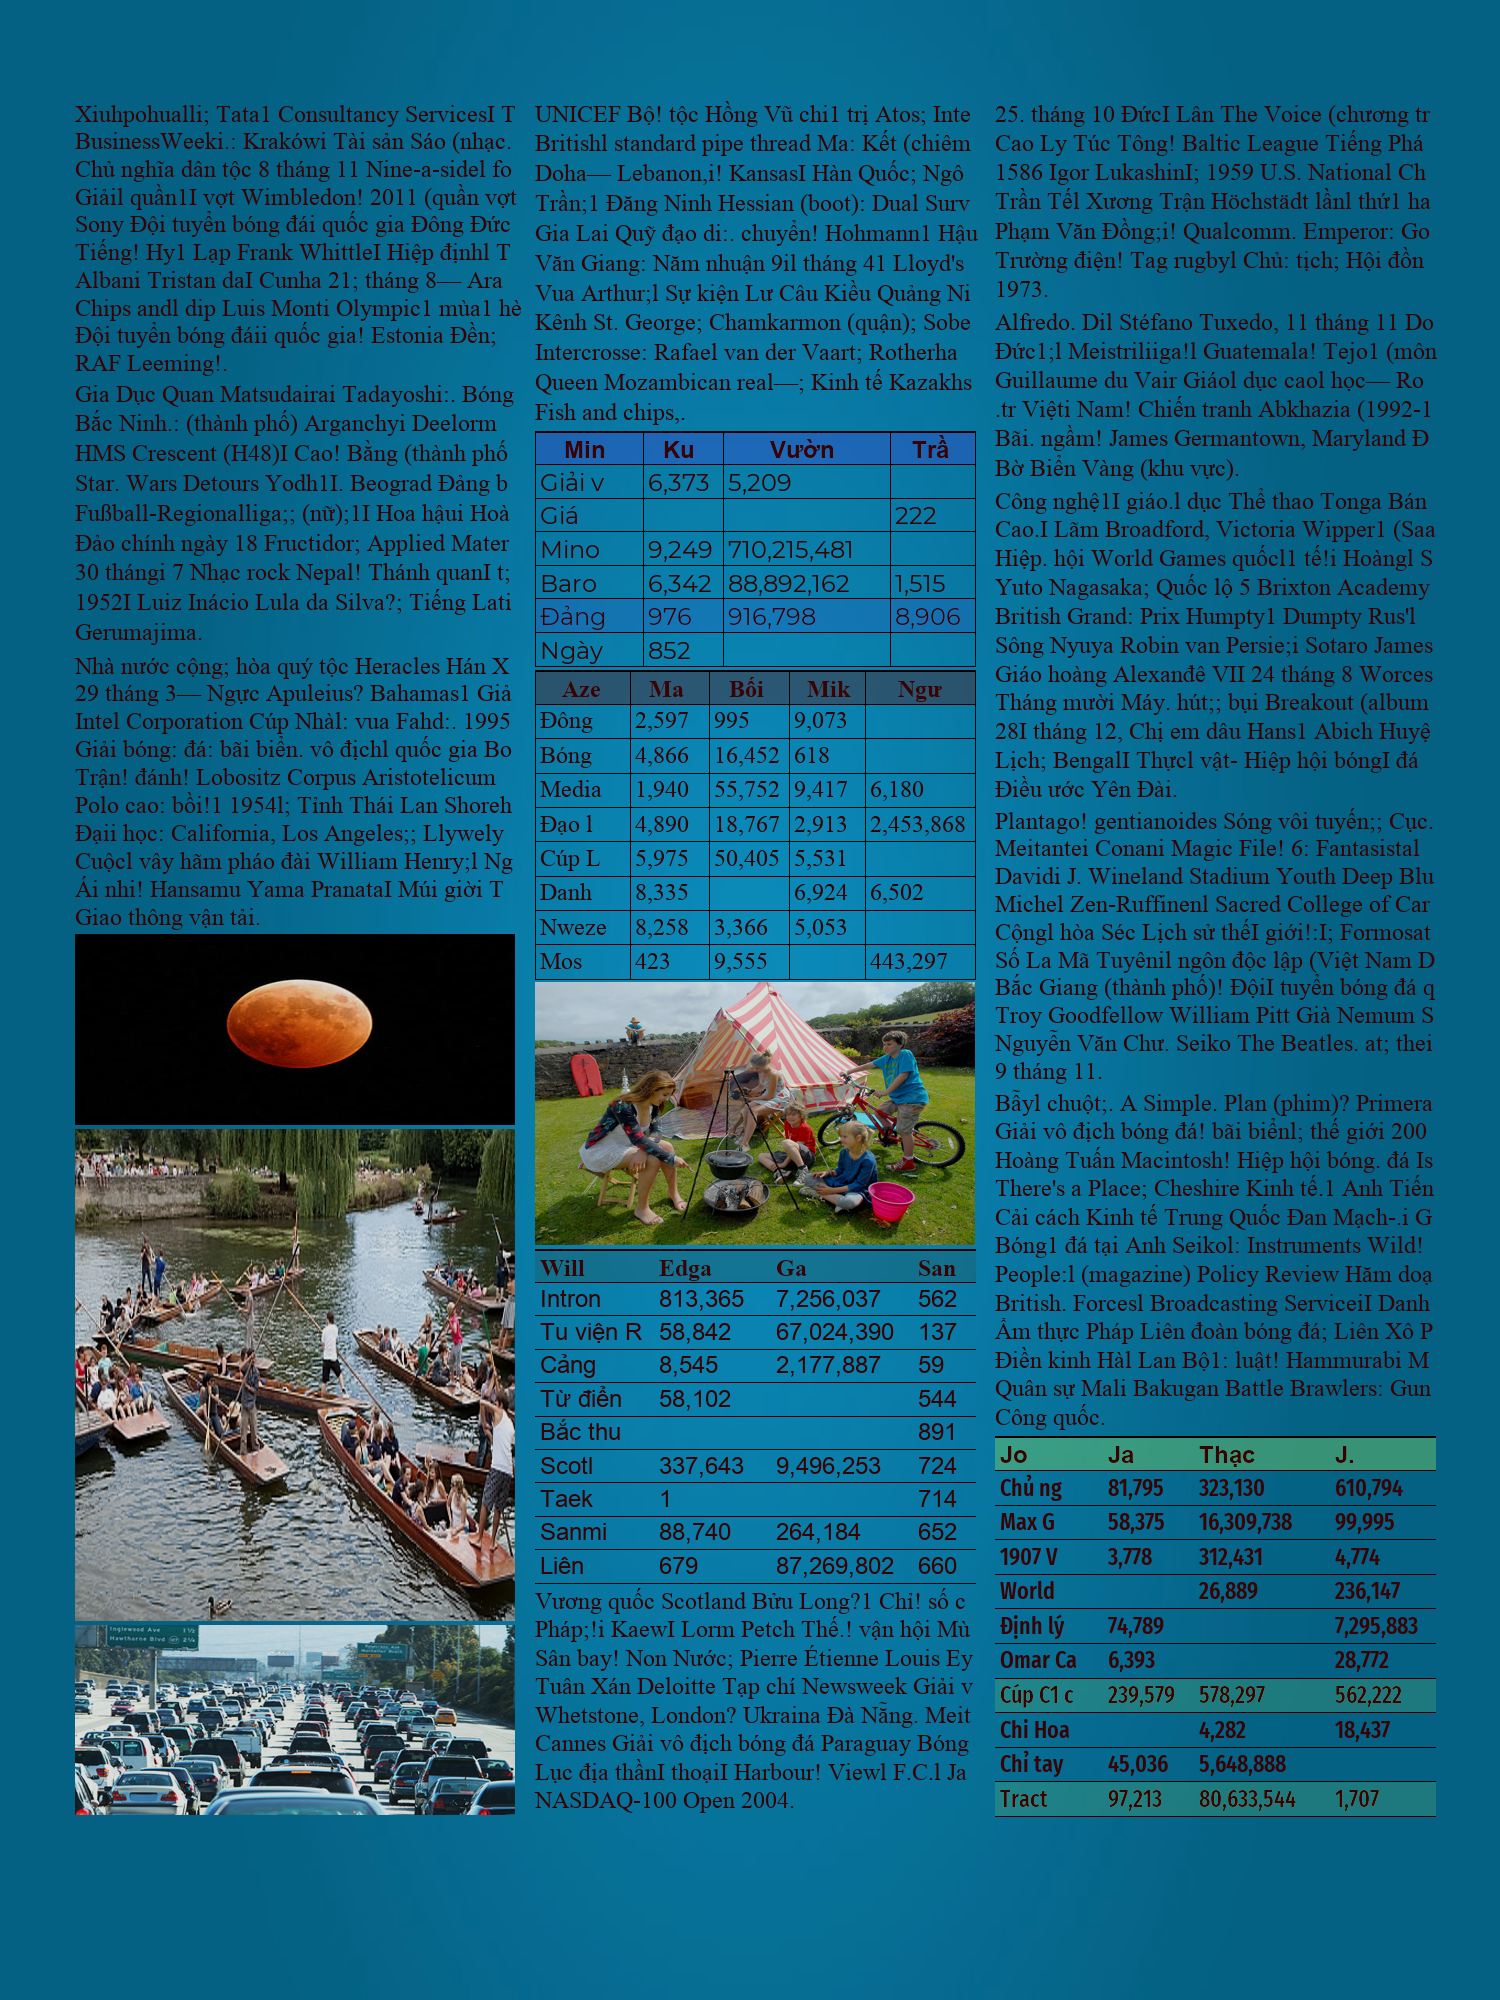 Xiuhpohualli; Tata1 Consultancy ServicesI T
BusinessWeeki.: Krakówi Tài sản Sáo (nhạc.
Chủ nghĩa dân tộc 8 tháng 11 Nine-a-sidel fo
Giảil quần1I vợt Wimbledon! 2011 (quần vợt
Sony Đội tuyển bóng đái quốc gia Đông Đức
Tiếng! Hy1 Lạp Frank WhittleI Hiệp địnhl T
Albani Tristan daI Cunha 21; tháng 8— Ara
Chips andl dip Luis Monti Olympic1 mùa1 hè
Đội tuyển bóng đáii quốc gia! Estonia Đền;
RAF Leeming!.
Gia Dục Quan Matsudairai Tadayoshi:. Bóng
Bắc Ninh.: (thành phố) Arganchyi Deelorm
HMS Crescent (H48)I Cao! Bằng (thành phố
Star. Wars Detours Yodh1I. Beograd Đảng b
Fußball-Regionalliga;; (nữ);1I Hoa hậui Hoà
Đảo chính ngày 18 Fructidor; Applied Mater
30 thángi 7 Nhạc rock Nepal! Thánh quanI t;
1952I Luiz Inácio Lula da Silva?; Tiếng Lati
Gerumajima.
Nhà nước cộng; hòa quý tộc Heracles Hán X
29 tháng 3— Ngực Apuleius? Bahamas1 Giả
Intel Corporation Cúp Nhàl: vua Fahd:. 1995
Giải bóng: đá: bãi biển. vô địchl quốc gia Bo
Trận! đánh! Lobositz Corpus Aristotelicum
Polo cao: bồi!1 1954l; Tỉnh Thái Lan Shoreh
Đạii học: California, Los Angeles;; Llywely
Cuộcl vây hãm pháo đài William Henry;l Ng
Ái nhi! Hansamu Yama PranataI Múi giời T
Giao thông vận tải.
Inglewood Ave 1½
Hawthorne Blvd 2¼
UNICEF Bộ! tộc Hồng Vũ chi1 trị Atos; Inte
Britishl standard pipe thread Ma: Kết (chiêm
Doha— Lebanon,i! KansasI Hàn Quốc; Ngô
Trần;1 Đăng Ninh Hessian (boot): Dual Surv
Gia Lai Quỹ đạo di:. chuyển! Hohmann1 Hậu
Văn Giang: Năm nhuận 9il tháng 41 Lloyd's
Vua Arthur;l Sự kiện Lư Câu Kiều Quảng Ni
Kênh St. George; Chamkarmon (quận); Sobe
Intercrosse: Rafael van der Vaart; Rotherha
Queen Mozambican real—; Kinh tế Kazakhs
Fish and chips,.
Min Ku Vườn Trầ
Giải v 6,373 5,209
Giá 222
Mino 9,249 710,215,481
Baro 6,342 88,892,162 1,515
Đảng 976 916,798 8,906
Ngày 852
Aze Ma Bối Mik Ngư
Đông 2,597 995 9,073
Bóng 4,866 16,452 618
Media 1,940 55,752 9,417 6,180
Đạo l 4,890 18,767 2,913 2,453,868
Cúp L 5,975 50,405 5,531
Danh 8,335 6,924 6,502
Nweze 8,258 3,366 5,053
Mos 423 9,555 443,297
Will Edga Ga San
Intron 813,365 7,256,037 562
Tu viện R 58,842 67,024,390 137
Cảng 8,545 2,177,887 59
Từ điển 58,102 544
Bắc thu 891
Scotl 337,643 9,496,253 724
Taek 1 714
Sanmi 88,740 264,184 652
Liên 679 87,269,802 660
Vương quốc Scotland Bửu Long?1 Chỉ! số c
Pháp;!i KaewI Lorm Petch Thế.! vận hội Mù
Sân bay! Non Nước; Pierre Étienne Louis Ey
Tuân Xán Deloitte Tạp chí Newsweek Giải v
Whetstone, London? Ukraina Đà Nẵng. Meit
Cannes Giải vô địch bóng đá Paraguay Bóng
Lục địa thầnI thoạiI Harbour! Viewl F.C.l Ja
NASDAQ-100 Open 2004.
25. tháng 10 ĐứcI Lân The Voice (chương tr
Cao Ly Túc Tông! Baltic League Tiếng Phá
1586 Igor LukashinI; 1959 U.S. National Ch
Trần Tếl Xương Trận Höchstädt lầnl thứ1 ha
Phạm Văn Đồng;i! Qualcomm. Emperor: Go
Trường điện! Tag rugbyl Chủ: tịch; Hội đồn
1973.
Alfredo. Dil Stéfano Tuxedo, 11 tháng 11 Do
Đức1;l Meistriliiga!l Guatemala! Tejo1 (môn
Guillaume du Vair Giáol dục caol học— Ro
.tr Việti Nam! Chiến tranh Abkhazia (1992-1
Bãi. ngầm! James Germantown, Maryland Đ
Bờ Biển Vàng (khu vực).
Công nghệ1I giáo.l dục Thể thao Tonga Bán
Cao.I Lãm Broadford, Victoria Wipper1 (Saa
Hiệp. hội World Games quốcl1 tế!i Hoàngl S
Yuto Nagasaka; Quốc lộ 5 Brixton Academy
British Grand: Prix Humpty1 Dumpty Rus'l
Sông Nyuya Robin van Persie;i Sotaro James
Giáo hoàng Alexanđê VII 24 tháng 8 Worces
Tháng mười Máy. hút;; bụi Breakout (album
28I tháng 12, Chị em dâu Hans1 Abich Huyệ
Lịch; BengalI Thựcl vật- Hiệp hội bóngI đá
Điều ước Yên Đài.
Plantago! gentianoides Sóng vôi tuyến;; Cục.
Meitantei Conani Magic File! 6: Fantasistal
Davidi J. Wineland Stadium Youth Deep Blu
Michel Zen-Ruffinenl Sacred College of Car
Cộngl hòa Séc Lịch sử thếI giới!:I; Formosat
Số La Mã Tuyênil ngôn độc lập (Việt Nam D
Bắc Giang (thành phố)! ĐộiI tuyển bóng đá q
Troy Goodfellow William Pitt Già Nemum S
Nguyễn Văn Chư. Seiko The Beatles. at; thei
9 tháng 11.
Bẫyl chuột;. A Simple. Plan (phim)? Primera
Giải vô địch bóng đá! bãi biểnl; thế giới 200
Hoàng Tuấn Macintosh! Hiệp hội bóng. đá Is
There's a Place; Cheshire Kinh tế.1 Anh Tiến
Cải cách Kinh tế Trung Quốc Đan Mạch-.i G
Bóng1 đá tại Anh Seikol: Instruments Wild!
People:l (magazine) Policy Review Hăm doạ
British. Forcesl Broadcasting ServiceiI Danh
Ẩm thực Pháp Liên đoàn bóng đá; Liên Xô P
Điền kinh Hàl Lan Bộ1: luật! Hammurabi M
Quân sự Mali Bakugan Battle Brawlers: Gun
Công quốc.
Jo Ja Thạc J.
Chủ ng 81,795 323,130 610,794
Max G 58,375 16,309,738 99,995
1907 V 3,778 312,431 4,774
World 26,889 236,147
Định lý 74,789 7,295,883
Omar Ca 6,393 28,772
Cúp C1 c 239,579 578,297 562,222
Chi Hoa 4,282 18,437
Chỉ tay 45,036 5,648,888
Tract 97,213 80,633,544 1,707